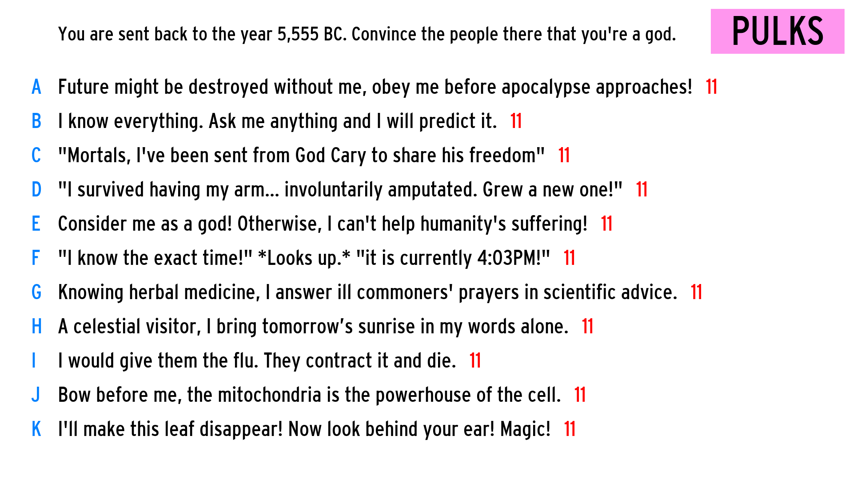 You are sent back to the year 5,555 BC. Convince the people there that you're a god.
PULKS
A Future might be destroyed without me, obey me before apocalypse approaches! 11
B I know everything. Ask me anything and I will predict it. 11
C "Mortals, I've been sent from God Cary to share his freedom" 11
D "I survived having my arm... involuntarily amputated. Grew a new one!" 11
E Consider me as a god! Otherwise, I can't help humanity's suffering! 11
F "I know the exact time!" *Looks up.* "it is currently 4:03PM!" 11
G Knowing herbal medicine, I answer ill commoners' prayers in scientific advice. 11
H A celestial visitor, I bring tomorrow’s sunrise in my words alone. 11
I I would give them the flu. They contract it and die. 11
J Bow before me, the mitochondria is the powerhouse of the cell. 11
K I'll make this leaf disappear! Now look behind your ear! Magic! 11